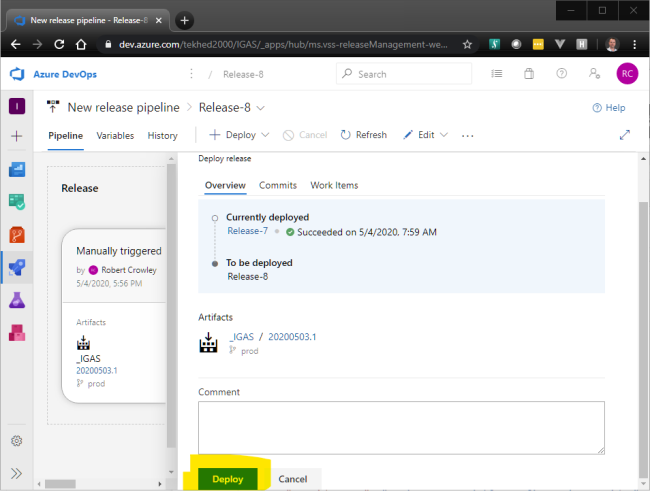 New release pipeline - Release-8
dev.azure.com/tekhed2000/IGAS/_apps/hub/ms.vss-releaseManagement-we...
Azure DevOps
/ Release-8
Search
RC
I
New release pipeline
Release-8
Help
Pipeline
Variables
History
Deploy
Cancel
Refresh
Edit
Release
Manually triggered
by RC Robert Crowley
5/4/2020, 5:56 PM
Artifacts
_IGAS
20200503.1
prod
Deploy release
Overview
Commits
Work Items
Currently deployed
Release-7 Succeeded on 5/4/2020, 7:59 AM
To be deployed
Release-8
Artifacts
_IGAS / 20200503.1
prod
Comment
Deploy
Cancel